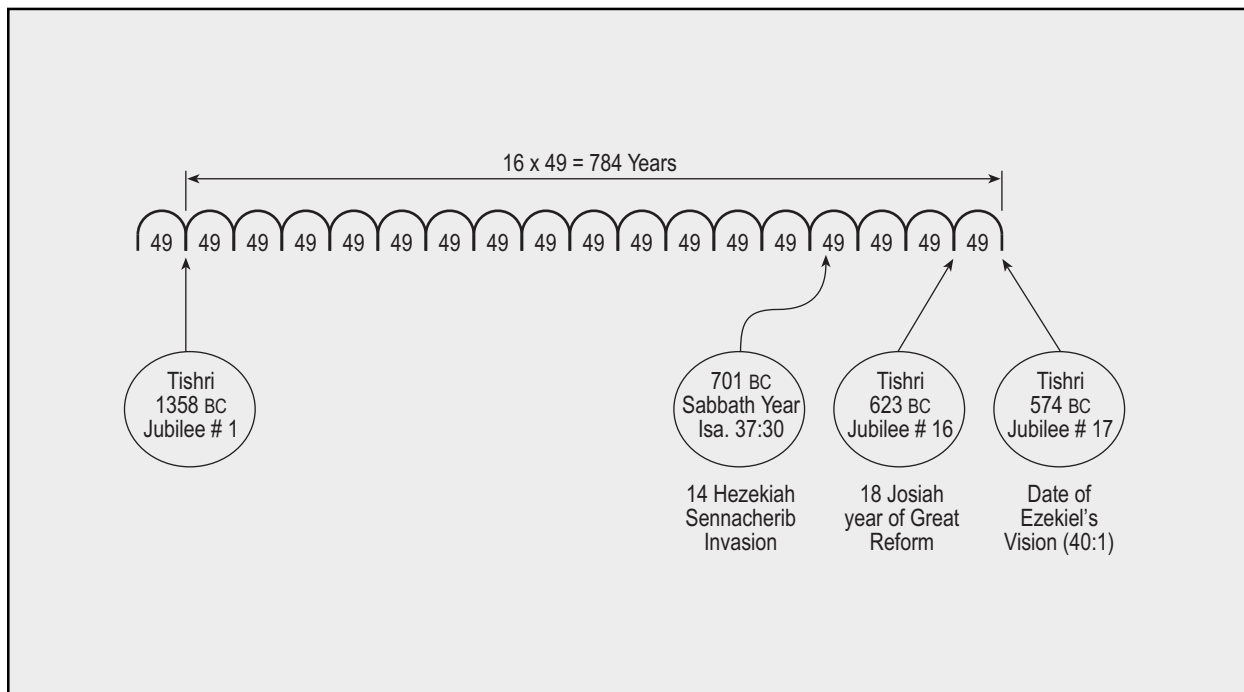 16 x 49 = 784 Years
49 49 49 49 49 49 49 49 49 49 49 49 49 49 49 49 49 49
Tishri
1358 BC
Jubilee # 1
701 BC
Sabbath Year
Isa. 37:30
14 Hezekiah
Sennacherib
Invasion
Tishri
623 BC
Jubilee # 16
18 Josiah
year of Great
Reform
Tishri
574 BC
Jubilee # 17
Date of
Ezekiel’s
Vision (40:1)